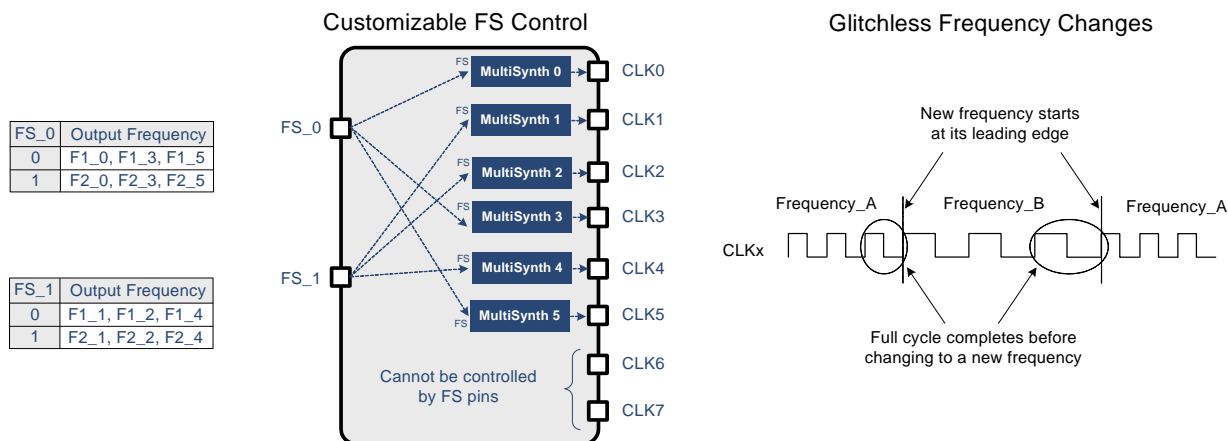 Customizable FS Control
Glitchless Frequency Changes
FS_0 Output Frequency
0 F1_0, F1_3, F1_5
1 F2_0, F2_3, F2_5
FS_1 Output Frequency
0 F1_1, F1_2, F1_4
1 F2_1, F2_2, F2_4
FS_0
FS_1
FS MultiSynth 0 CLK0
FS MultiSynth 1 CLK1
FS MultiSynth 2 CLK2
FS MultiSynth 3 CLK3
FS MultiSynth 4 CLK4
FS MultiSynth 5 CLK5
Cannot be controlled
by FS pins
CLK6
CLK7
New frequency starts
at its leading edge
Frequency_A Frequency_B Frequency_A
CLKx
Full cycle completes before
changing to a new frequency